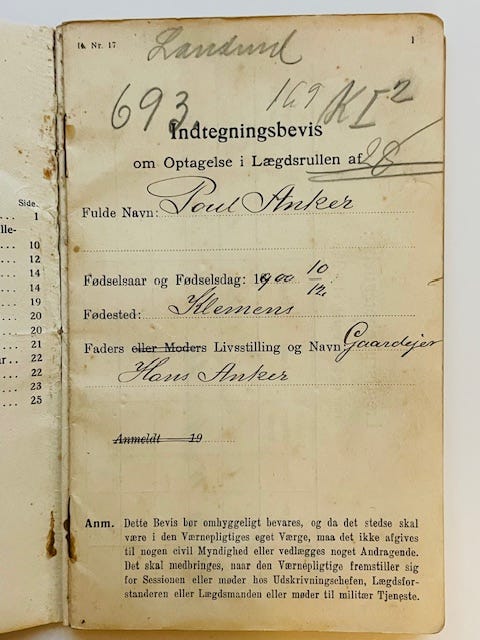 Side.
1
lle-
10
12
14
14
19
20
20
21
ar .. 22
22
23
25
Nr. 17
1
693.
169 KI 2
Indtegningsbevis
om Optagelse i Lægdsrullen af 28
Fulde Navn: Poul Anker
Fødselsaar og Fødselsdag: 1900 10/12
Fødested: Klemens
Faders eller Moders Livsstilling og Navn Gaardejer
Hans Anker
Anmeldt 19
Anm. Dette Bevis bør omhyggeligt bevares, og da det stedse skal
være i den Værnepligtiges eget Værge, maa det ikke afgives
til nogen civil Myndighed eller vedlægges noget Andragende.
Det skal medbringes, naar den Værnepligtige fremstiller sig
for Sessionen eller møder hos Udskrivningschefen, Lægdsfor-
standeren eller Lægdsmanden eller møder til militær Tjeneste.